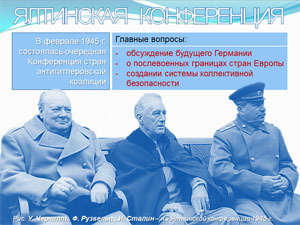 ЯЛТИНСКАЯ КОНФЕРЕНЦИЯ
В феврале 1945 г.
состоялась очередная
Конференция стран
антигитлеровской
коалиции
Главные вопросы:
- обсуждение будущего Германии
- о послевоенных границах стран Европы
- создании системы коллективной
безопасности
Рис. У. Черчилль, Ф. Рузвельт, И. Сталин – на Ялтинской конференции 1945 г.